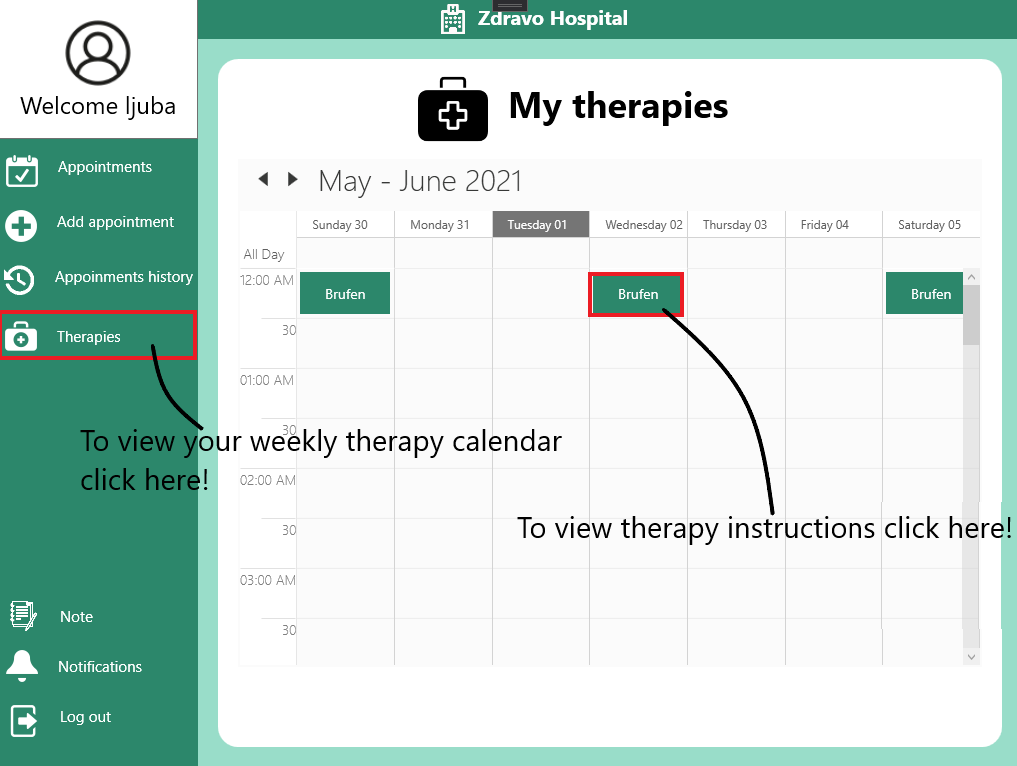 Zdravo Hospital
Welcome ljuba
Appointments
Add appointment
Appoinments history
Therapies
Note
Notifications
Log out
My therapies
May - June 2021
Sunday 30 Monday 31 Tuesday 01 Wednesday 02 Thursday 03 Friday 04 Saturday 05
All Day
12:00 AM
Brufen Brufen Brufen
30
01:00 AM
30
02:00 AM
30
03:00 AM
30
To view your weekly therapy calendar
click here!
To view therapy instructions click here!